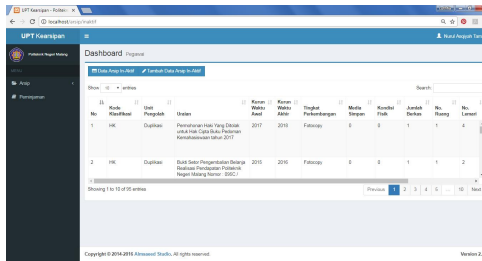 UPT Kearsipan - Politeknik
localhost/arsip/inaktif
UPT Kearsipan
Nurul Asqiyah Tam
Politeknik Negeri Malang
Dashboard Pegawai
MENU
Data Arsip In-Aktif
Tambah Data Arsip In-Aktif
Arsip
Peminjaman
Show 10 entries
Search:
No
Kode Klasifikasi
Unit Pengolah
Uraian
Kurun Waktu Awal
Kurun Waktu Akhir
Tingkat Perkembangan
Media Simpan
Kondisi Fisik
Jumlah Berkas
No. Ruang
No. Lemari
1 HK Duplikasi Permohonan Haki Yang Ditolak 2017 2018 Fotocopy 0 0 1 1 4
untuk Hak Cipta Buku Pedoman
Kemahasiswaan tahun 2017
2 HK Duplikasi Bukti Setor Pengembalian Belanja 2015 2016 Fotocopy 0 0 1 1 2
Realisasi Pendapatan Politeknik
Negeri Malang Nomor : 095C /
Showing 1 to 10 of 95 entries
Previous 1 2 3 4 5 ... 10 Next
Copyright © 2014-2016 Almsaeed Studio. All rights reserved.
Version 2.